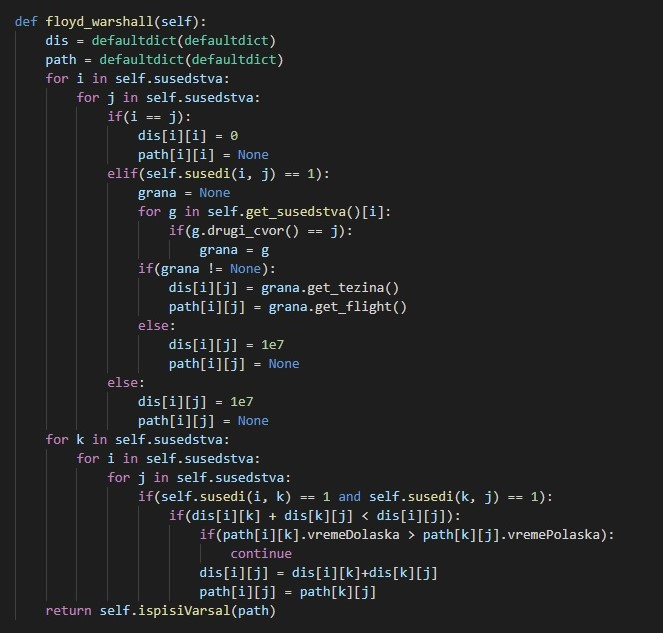 def floyd_warshall(self):
    dis = defaultdict(defaultdict)
    path = defaultdict(defaultdict)
    for i in self.susedstva:
        for j in self.susedstva:
            if(i == j):
                dis[i][i] = 0
                path[i][i] = None
            elif(self.susedi(i, j) == 1):
                grana = None
                for g in self.get_susedstva()[i]:
                    if(g.drugi_cvor() == j):
                        grana = g
                if(grana != None):
                    dis[i][j] = grana.get_tezina()
                    path[i][j] = grana.get_flight()
                else:
                    dis[i][j] = 1e7
                    path[i][j] = None
            else:
                dis[i][j] = 1e7
                path[i][j] = None
    for k in self.susedstva:
        for i in self.susedstva:
            for j in self.susedstva:
                if(self.susedi(i, k) == 1 and self.susedi(k, j) == 1):
                    if(dis[i][k] + dis[k][j] < dis[i][j]):
                        if(path[i][k].vremeDolaska > path[k][j].vremePolaska):
                            continue
                        dis[i][j] = dis[i][k]+dis[k][j]
                        path[i][j] = path[k][j]
    return self.ispisiVarsal(path)